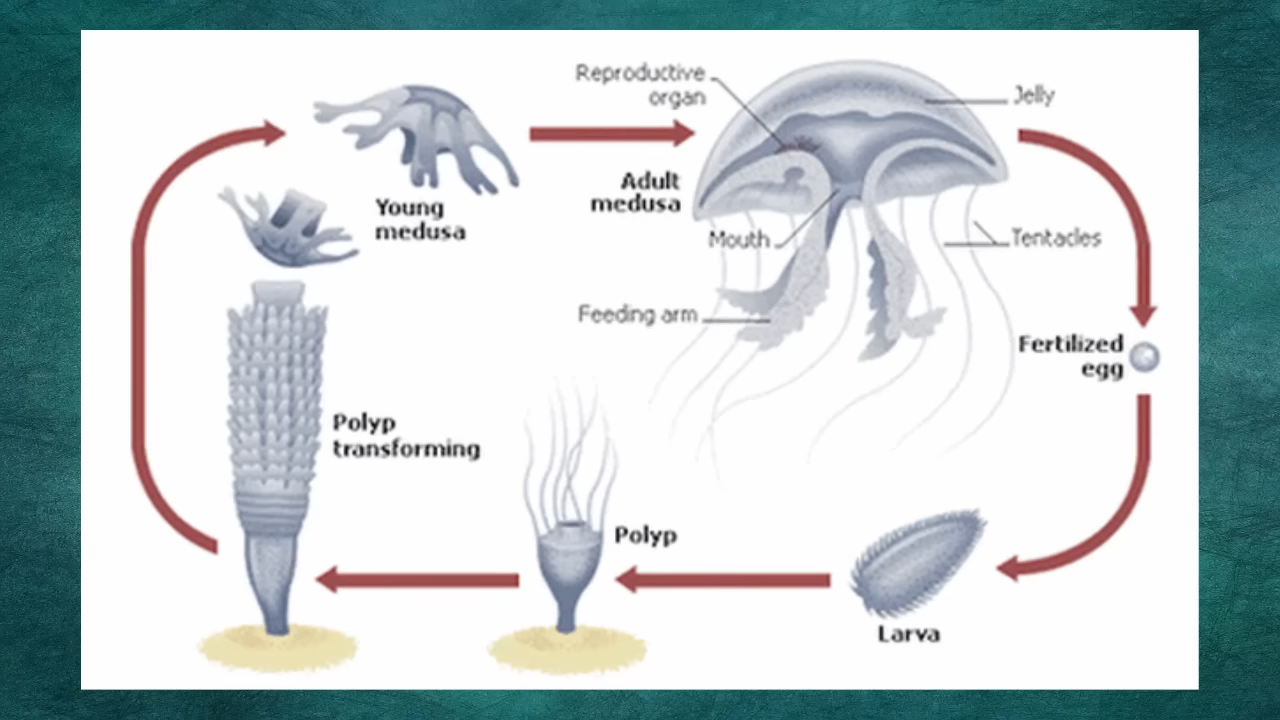 Reproductive
organ
Jelly
Adult
medusa
Young
medusa
Mouth
Tentacles
Feeding arm
Fertilized
egg
Polyp
transforming
Polyp
Larva